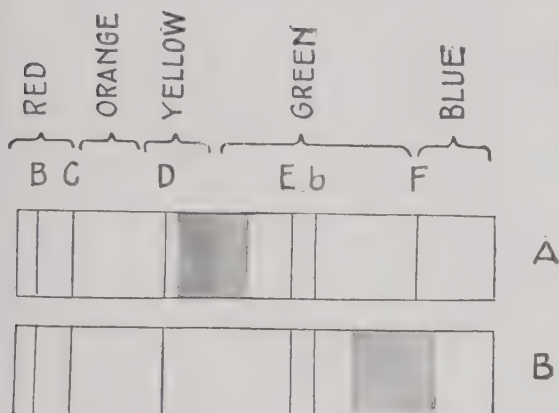 RED ORANGE YELLOW GREEN BLUE
B C D E b F
A
B